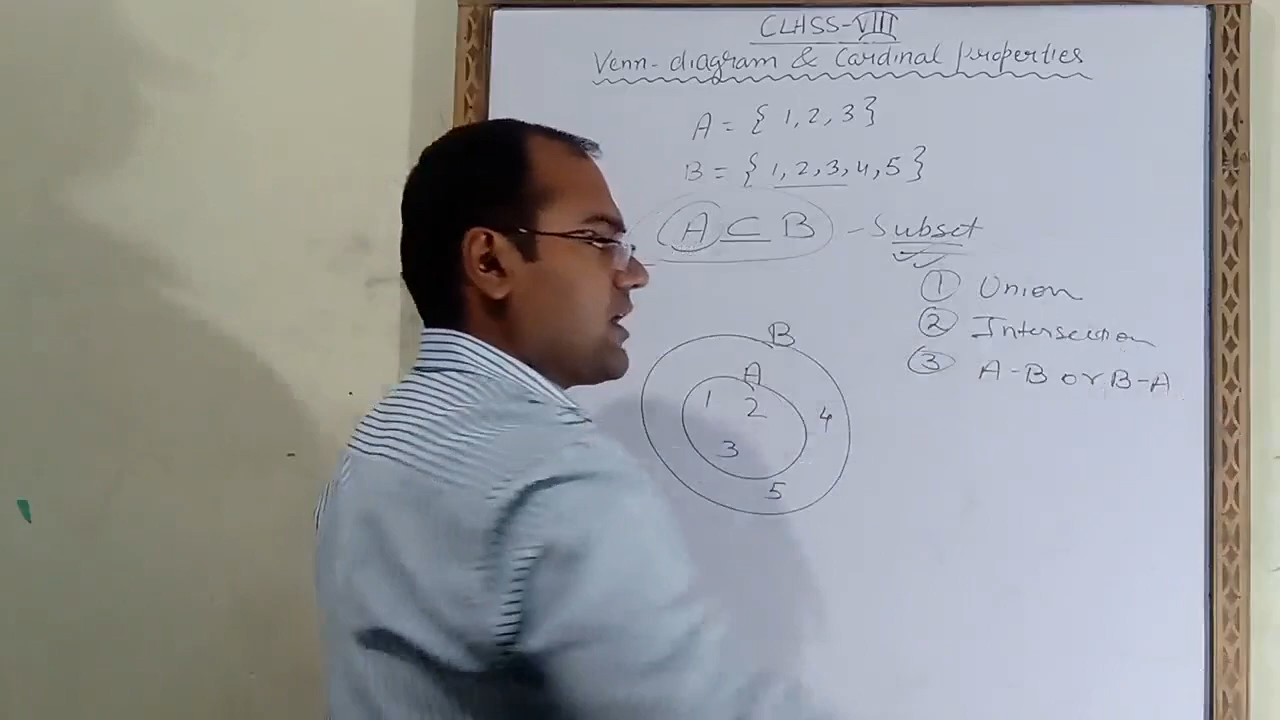 CLASS-VIII
Venn-diagram & Cardinal Properties
A = { 1, 2, 3 }
B = { 1, 2, 3, 4, 5 }
A ⊆ B - Subset
① Union
② Intersection
③ A-B or B-A
B
A
1 2 4
3
5